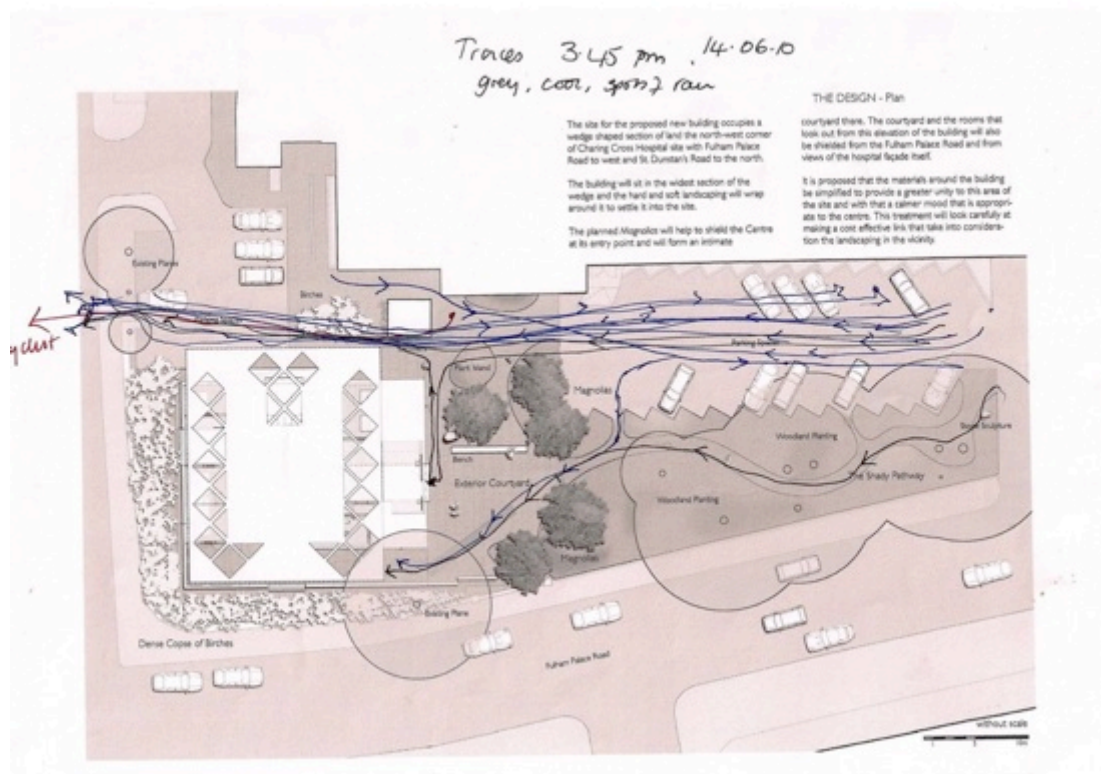 Traces 3.45 pm . 14.06.10
grey, cool, spots of rain
THE DESIGN - Plan
The site for the proposed new building occupies a
wedge shaped section of land the north-west corner
of Charing Cross Hospital site with Fulham Palace
Road to west and St. Dunstan's Road to the north.
The building will sit in the widest section of the
wedge and the hard and soft landscaping will wrap
around it to settle it into the site.
The planned Magnolias will help to shield the Centre
at its entry point and will form an intimate
courtyard there. The courtyard and the rooms that
look out from this elevation of the building will also
be shielded from the Fulham Palace Road and from
views of the hospital façade itself.
It is proposed that the materials around the building
be simplified to provide a greater unity to this area of
the site and with that a calmer mood that is appropri-
ate to the centre. This treatment will look carefully at
making a cost effective link that take into considera-
tion the landscaping in the vicinity.
Existing Planes
Birches
yclist
Parking
Plant Stand
Magnolias
Woodland Planting
Stone Sculpture
Bench
Exterior Courtyard
The Shady Pathway
Woodland Planting
Magnolias
Existing Plane
Dense Copse of Birches
Fulham Palace Road
without scale
1 5 10m